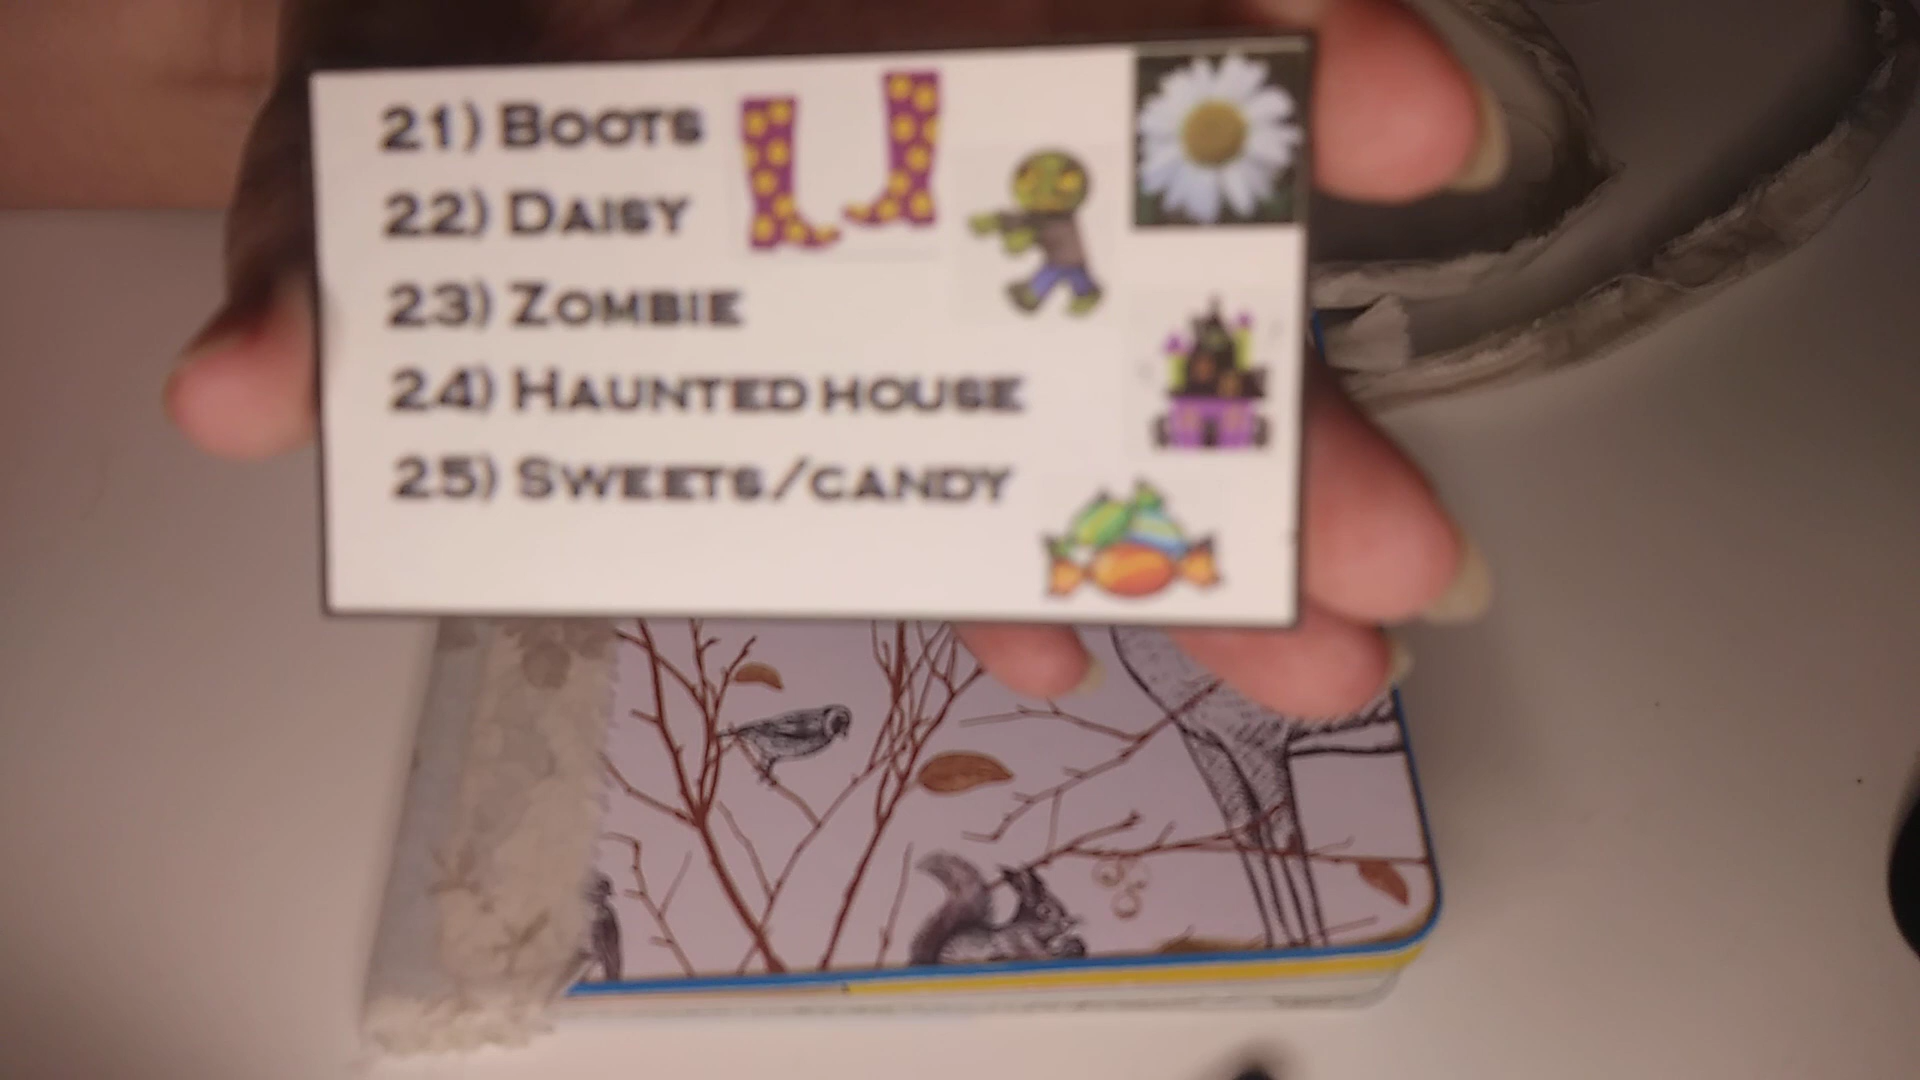 21) Boots
22) Daisy
23) Zombie
24) Haunted house
25) Sweets/candy